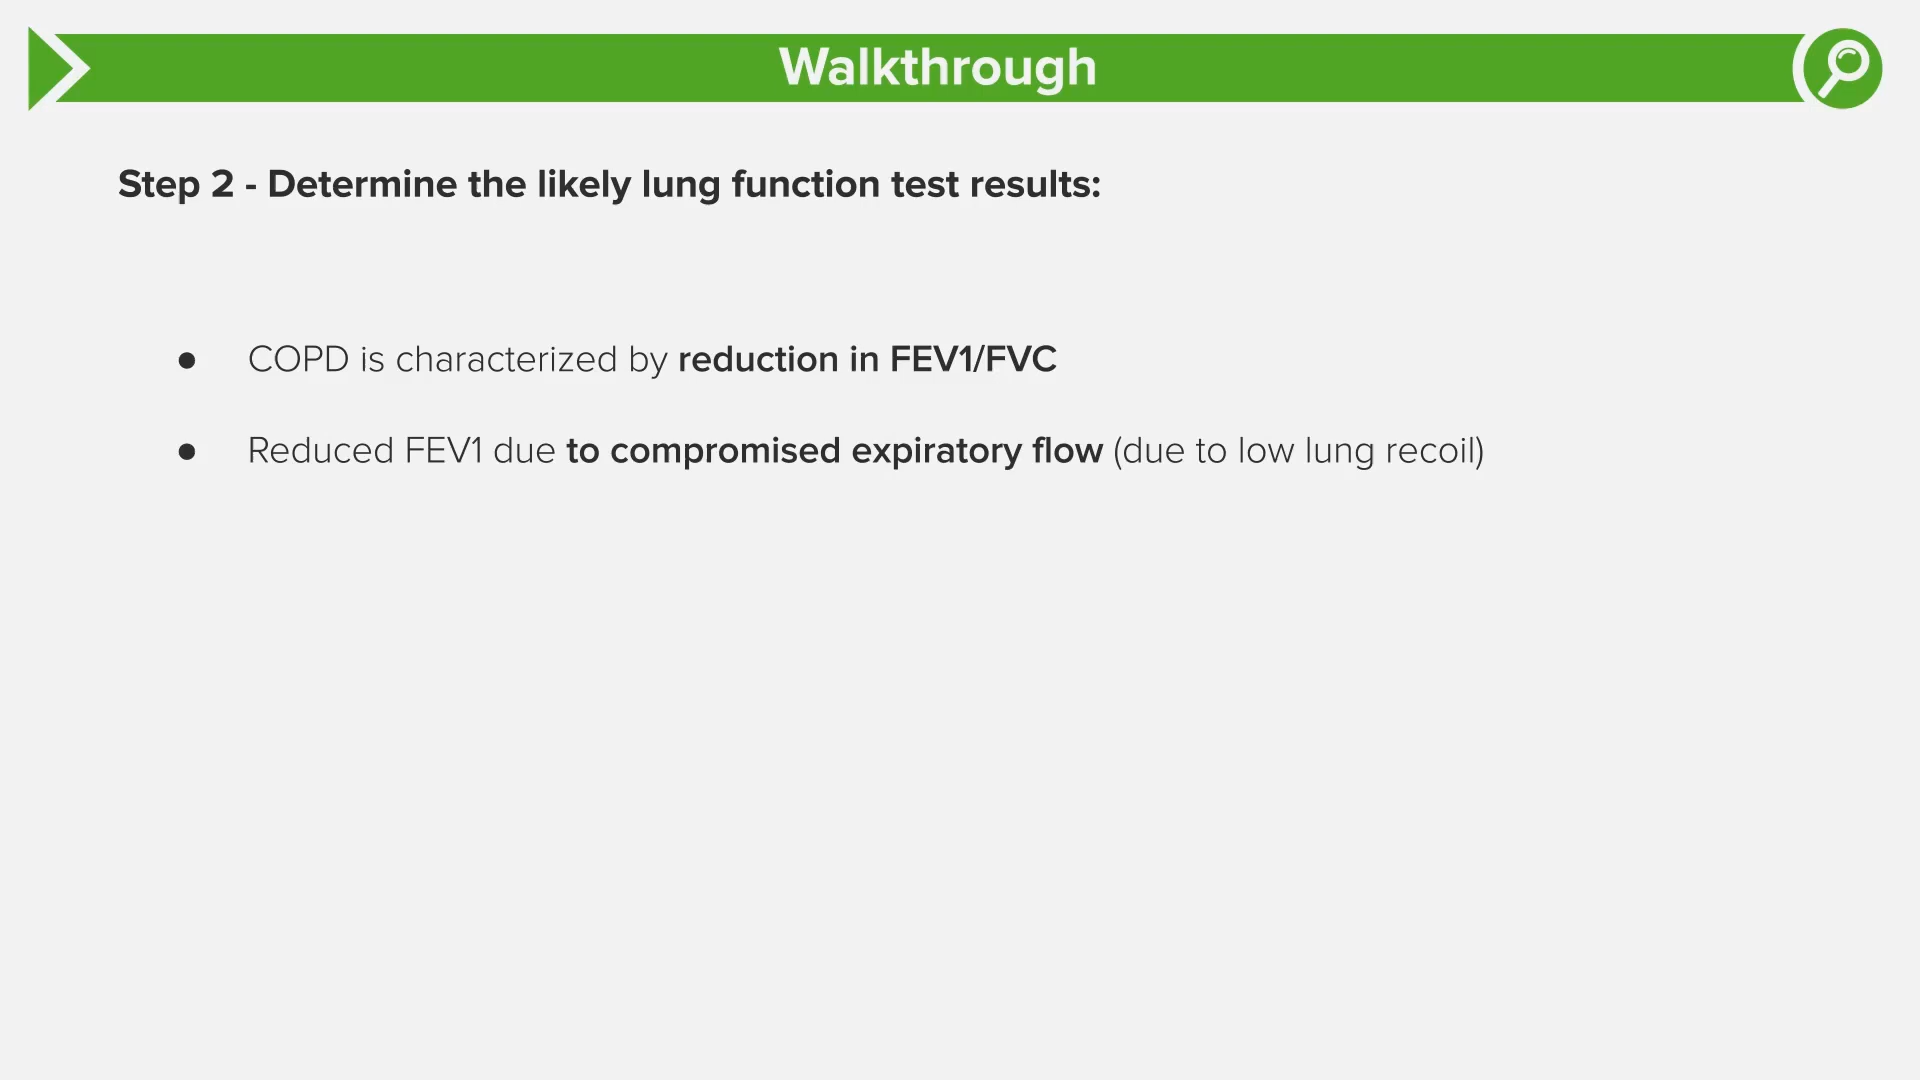 Walkthrough
Step 2 - Determine the likely lung function test results:
● COPD is characterized by reduction in FEV1/FVC
● Reduced FEV1 due to compromised expiratory flow (due to low lung recoil)